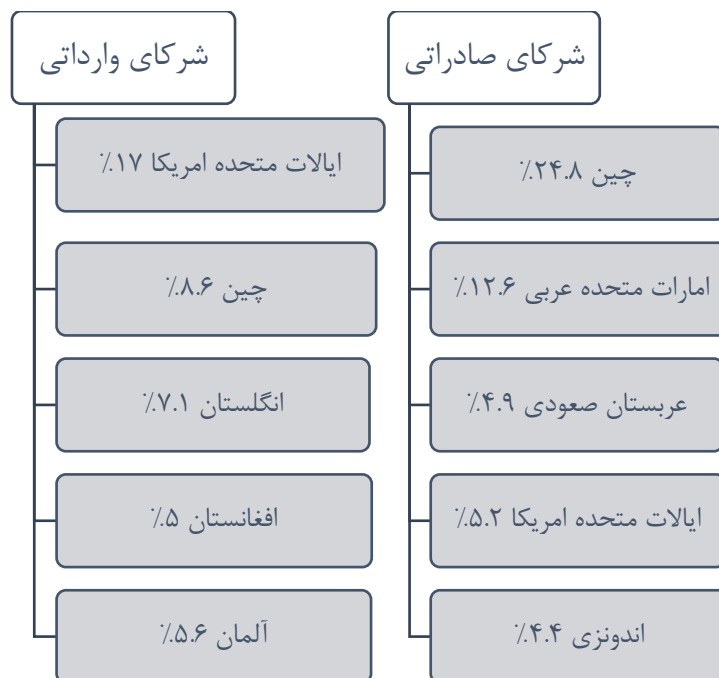 شرکای صادراتی
چین ۲۴.۸٪
امارات متحده عربی ۱۲.۶٪
عربستان صعودی ۴.۹٪
ایالات متحده امریکا ۵.۲٪
اندونزی ۴.۴٪
شرکای وارداتی
ایالات متحده امریکا ۱۷٪
چین ۸.۶٪
انگلستان ۷.۱٪
افغانستان ۵٪
آلمان ۵.۶٪